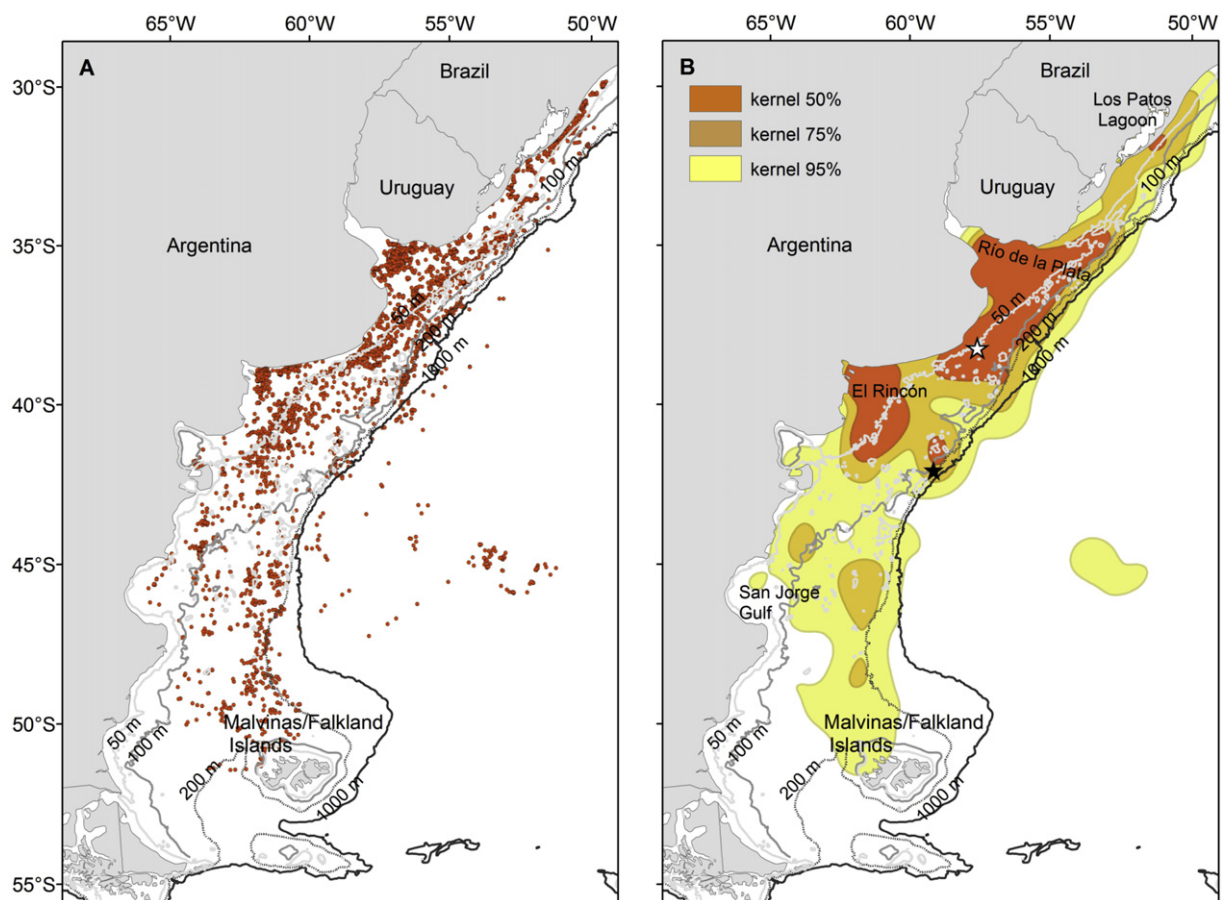 65°W 60°W 55°W 50°W 65°W 60°W 55°W 50°W
A
Brazil
30°S
100 m
Uruguay
Argentina
35°S
50 m
200 m
1000 m
40°S
45°S
50°S
Malvinas/Falkland
Islands
50 m
100 m
200 m
1000 m
55°S
B
kernel 50%
kernel 75%
kernel 95%
Brazil
Los Patos
Lagoon
100 m
Uruguay
Argentina
Río de la Plata
50 m
200 m
1000 m
El Rincón
San Jorge
Gulf
Malvinas/Falkland
Islands
50 m
100 m
200 m
1000 m